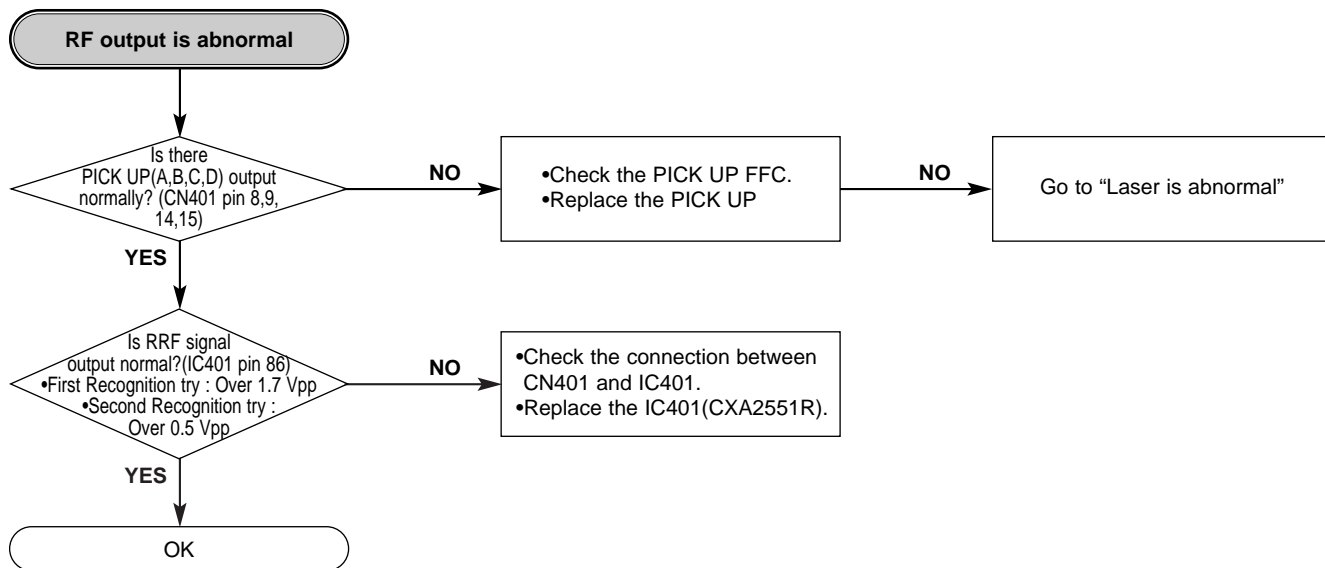 RF output is abnormal
Is there
PICK UP(A,B,C,D) output
normally? (CN401 pin 8,9,
14,15)
NO
•Check the PICK UP FFC.
•Replace the PICK UP
NO
Go to “Laser is abnormal”
YES
Is RRF signal
output normal?(IC401 pin 86)
•First Recognition try : Over 1.7 Vpp
•Second Recognition try :
Over 0.5 Vpp
NO
•Check the connection between
CN401 and IC401.
•Replace the IC401(CXA2551R).
YES
OK